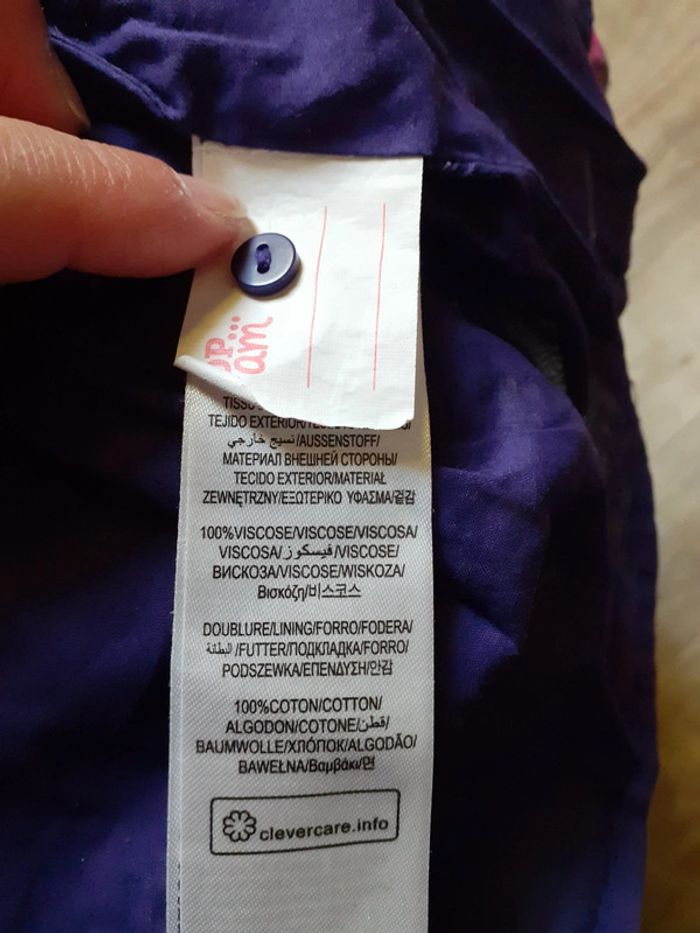 TEJIDO EXTERIOR/
نسيج خارجي/AUSSENSTOFF/
МАТЕРИАЛ ВНЕШНЕЙ СТОРОНЫ/
TECIDO EXTERIOR/MATERIAŁ
ZEWNĘTRZNY/ΕΞΩΤΕΡΙΚΟ ΥΦΑΣΜΑ/겉감
100%VISCOSE/VISCOSE/VISCOSA/
VISCOSA/فيسكوز/VISCOSE/
ВИСКОЗА/VISCOSE/WISKOZA/
Βισκόζη/비스코스
DOUBLURE/LINING/FORRO/FODERA/
البطانة/FUTTER/ПОДКЛАДКА/FORRO/
PODSZEWKA/ΕΠΕΝΔΥΣΗ/안감
100%COTON/COTTON/
ALGODON/COTONE/قطن/
BAUMWOLLE/ХЛОПОК/ALGODÃO/
BAWEŁNA/Βαμβάκι/면
clevercare.info